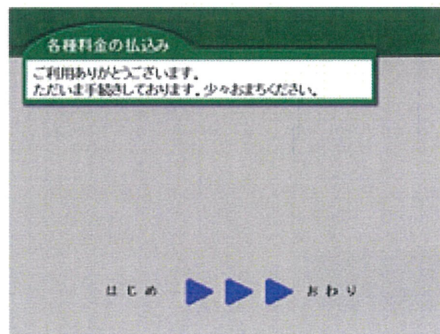 各種料金の払込み
ご利用ありがとうございます。
ただいま手続きしております。少々おまちください。
はじめ ▶ ▶ ▶ おわり